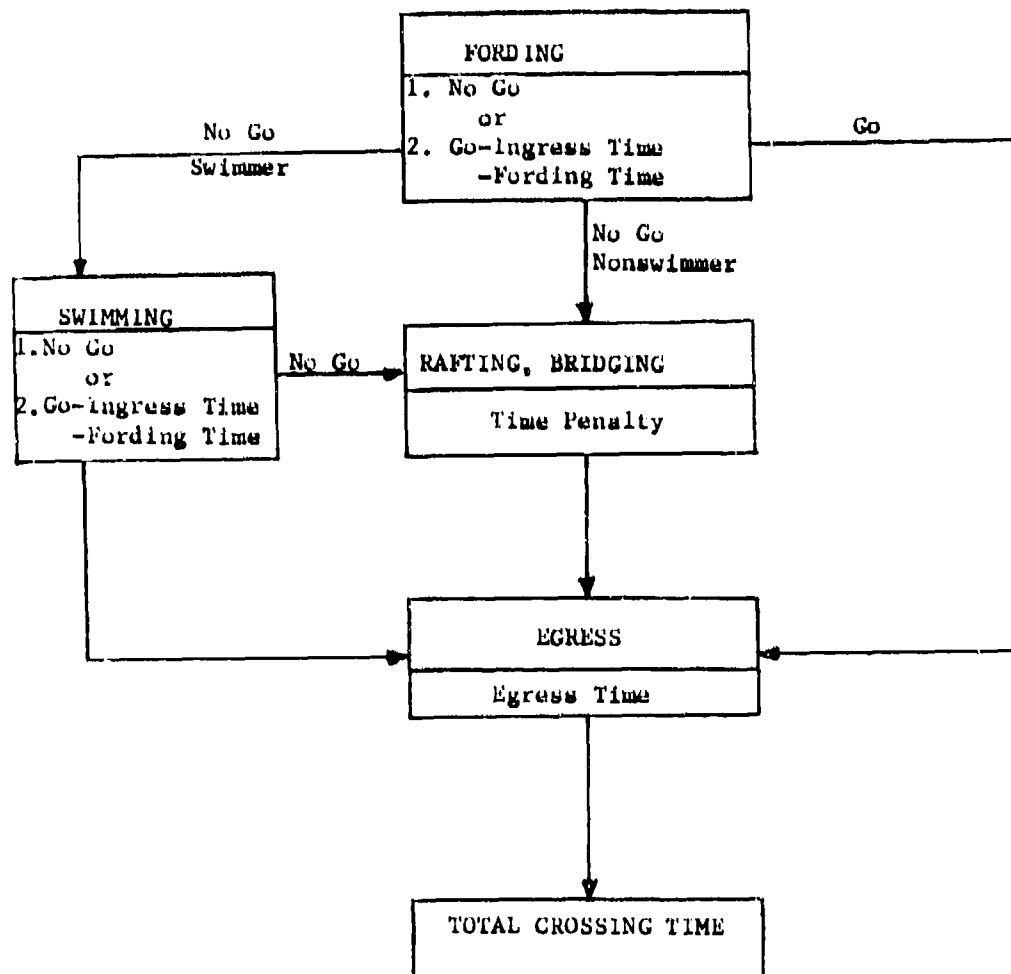 FORDING
1. No Go
or
2. Go-Ingress Time
-Fording Time
No Go
Swimmer
Go
No Go
Nonswimmer
SWIMMING
1.No Go
or
2.Go-Ingress Time
-Fording Time
No Go
RAFTING, BRIDGING
Time Penalty
EGRESS
Egress Time
TOTAL CROSSING TIME